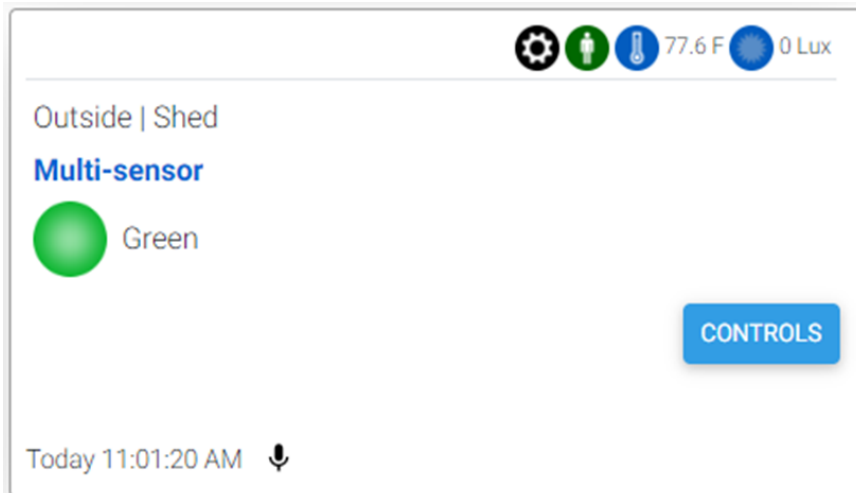 77.6 F 0 Lux
Outside | Shed
Multi-sensor
Green
CONTROLS
Today 11:01:20 AM